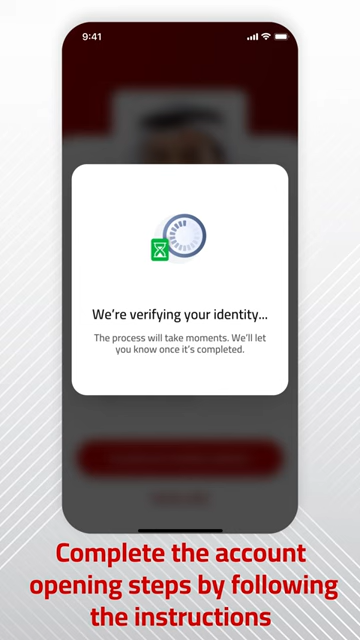 9:41
We're verifying your identity...
The process will take moments. We'll let
you know once it's completed.
Complete the account
opening steps by following
the instructions